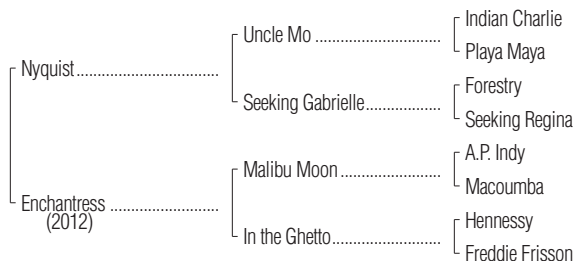 Indian Charlie
Uncle Mo
Playa Maya
Nyquist
Forestry
Seeking Gabrielle
Seeking Regina
A.P. Indy
Malibu Moon
Macoumba
Enchantress
(2012)
Hennessy
In the Ghetto
Freddie Frisson